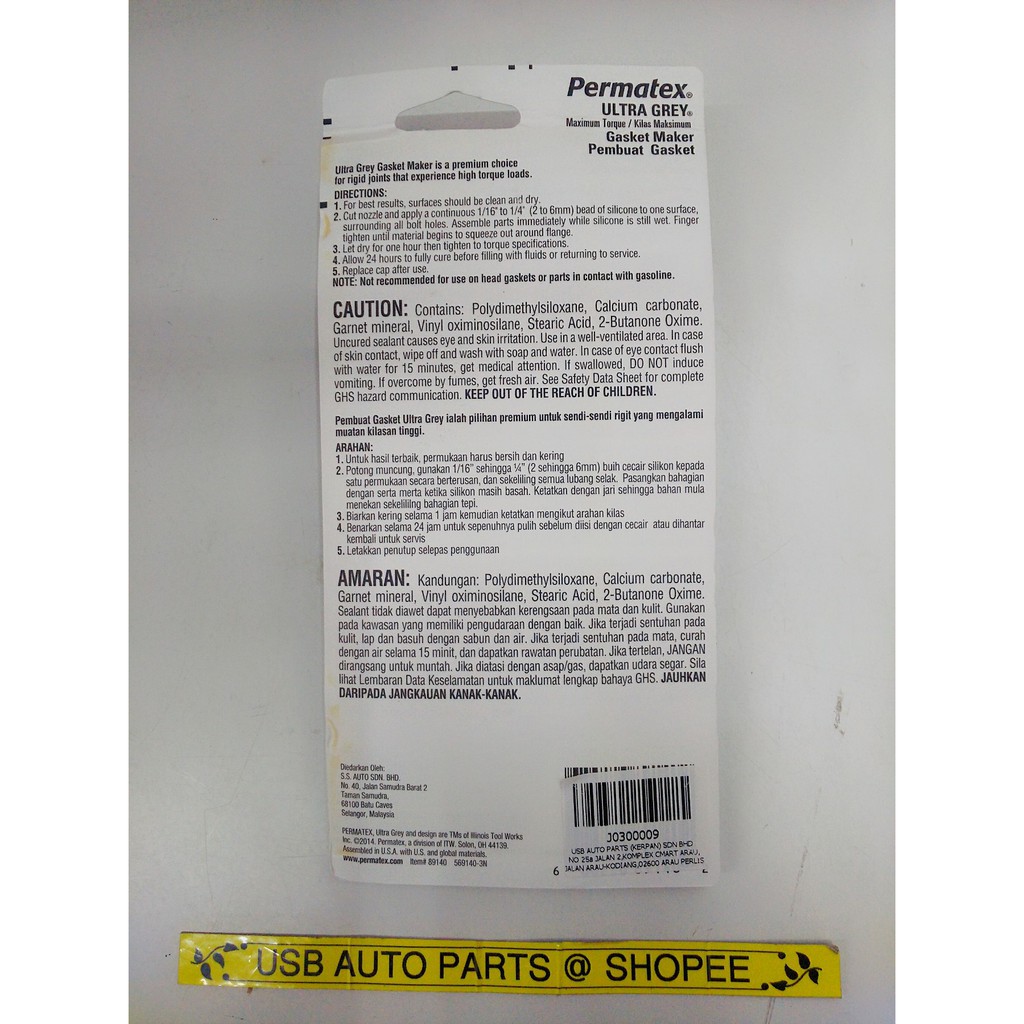 Permatex®
ULTRA GREY®
Maximum Torque / Kilas Maksimum
Gasket Maker
Pembuat Gasket
Ultra Grey Gasket Maker is a premium choice
for rigid joints that experience high torque loads.
DIRECTIONS:
1. For best results, surfaces should be clean and dry.
2. Cut nozzle and apply a continuous 1/16" to 1/4" (2 to 6mm) bead of silicone to one surface,
surrounding all bolt holes. Assemble parts immediately while silicone is still wet. Finger
tighten until material begins to squeeze out around flange.
3. Let dry for one hour then tighten to torque specifications.
4. Allow 24 hours to fully cure before filling with fluids or returning to service.
5. Replace cap after use.
NOTE: Not recommended for use on head gaskets or parts in contact with gasoline.
CAUTION: Contains: Polydimethylsiloxane, Calcium carbonate,
Garnet mineral, Vinyl oximinosilane, Stearic Acid, 2-Butanone Oxime.
Uncured sealant causes eye and skin irritation. Use in a well-ventilated area. In case
of skin contact, wipe off and wash with soap and water. In case of eye contact flush
with water for 15 minutes, get medical attention. If swallowed, DO NOT induce
vomiting. If overcome by fumes, get fresh air. See Safety Data Sheet for complete
GHS hazard communication. KEEP OUT OF THE REACH OF CHILDREN.
Pembuat Gasket Ultra Grey ialah pilihan premium untuk sendi-sendi rigit yang mengalami
muatan kilasan tinggi.
ARAHAN:
1. Untuk hasil terbaik, permukaan harus bersih dan kering
2. Potong muncung, gunakan 1/16" sehingga ¼" (2 sehingga 6mm) buih cecair silikon kepada
satu permukaan secara berterusan, dan sekeliling semua lubang selak. Pasangkan bahagian
dengan serta merta ketika silikon masih basah. Ketatkan dengan jari sehingga bahan mula
menekan sekelililng bahagian tepi.
3. Biarkan kering selama 1 jam kemudian ketatkan mengikut arahan kilas
4. Benarkan selama 24 jam untuk sepenuhnya pulih sebelum diisi dengan cecair atau dihantar
kembali untuk servis
5. Letakkan penutup selepas penggunaan
AMARAN: Kandungan: Polydimethylsiloxane, Calcium carbonate,
Garnet mineral, Vinyl oximinosilane, Stearic Acid, 2-Butanone Oxime.
Sealant tidak diawet dapat menyebabkan kerengsaan pada mata dan kulit. Gunakan
pada kawasan yang memiliki pengudaraan dengan baik. Jika terjadi sentuhan pada
kulit, lap dan basuh dengan sabun dan air. Jika terjadi sentuhan pada mata, curah
dengan air selama 15 minit, dan dapatkan rawatan perubatan. Jika tertelan, JANGAN
dirangsang untuk muntah. Jika diatasi dengan asap/gas, dapatkan udara segar. Sila
lihat Lembaran Data Keselamatan untuk maklumat lengkap bahaya GHS. JAUHKAN
DARIPADA JANGKAUAN KANAK-KANAK.
Diedarkan Oleh:
S.S. AUTO SDN. BHD.
No. 40, Jalan Samudra Barat 2
Taman Samudra,
68100 Batu Caves
Selangor, Malaysia
PERMATEX, Ultra Grey and design are TMs of Illinois Tool Works
Inc. ©2014. Permatex, a division of ITW. Solon, OH 44139.
Assembled in U.S.A. with U.S. and global materials.
www.permatex.com Item# 89140 569140-3N
J0300009
USB AUTO PARTS (KERPAN) SDN BHD
NO 25a JALAN 2,KOMPLEX CMART ARAU,
JALAN ARAU-KODIANG,02600 ARAU PERLIS
6
USB AUTO PARTS @ SHOPEE